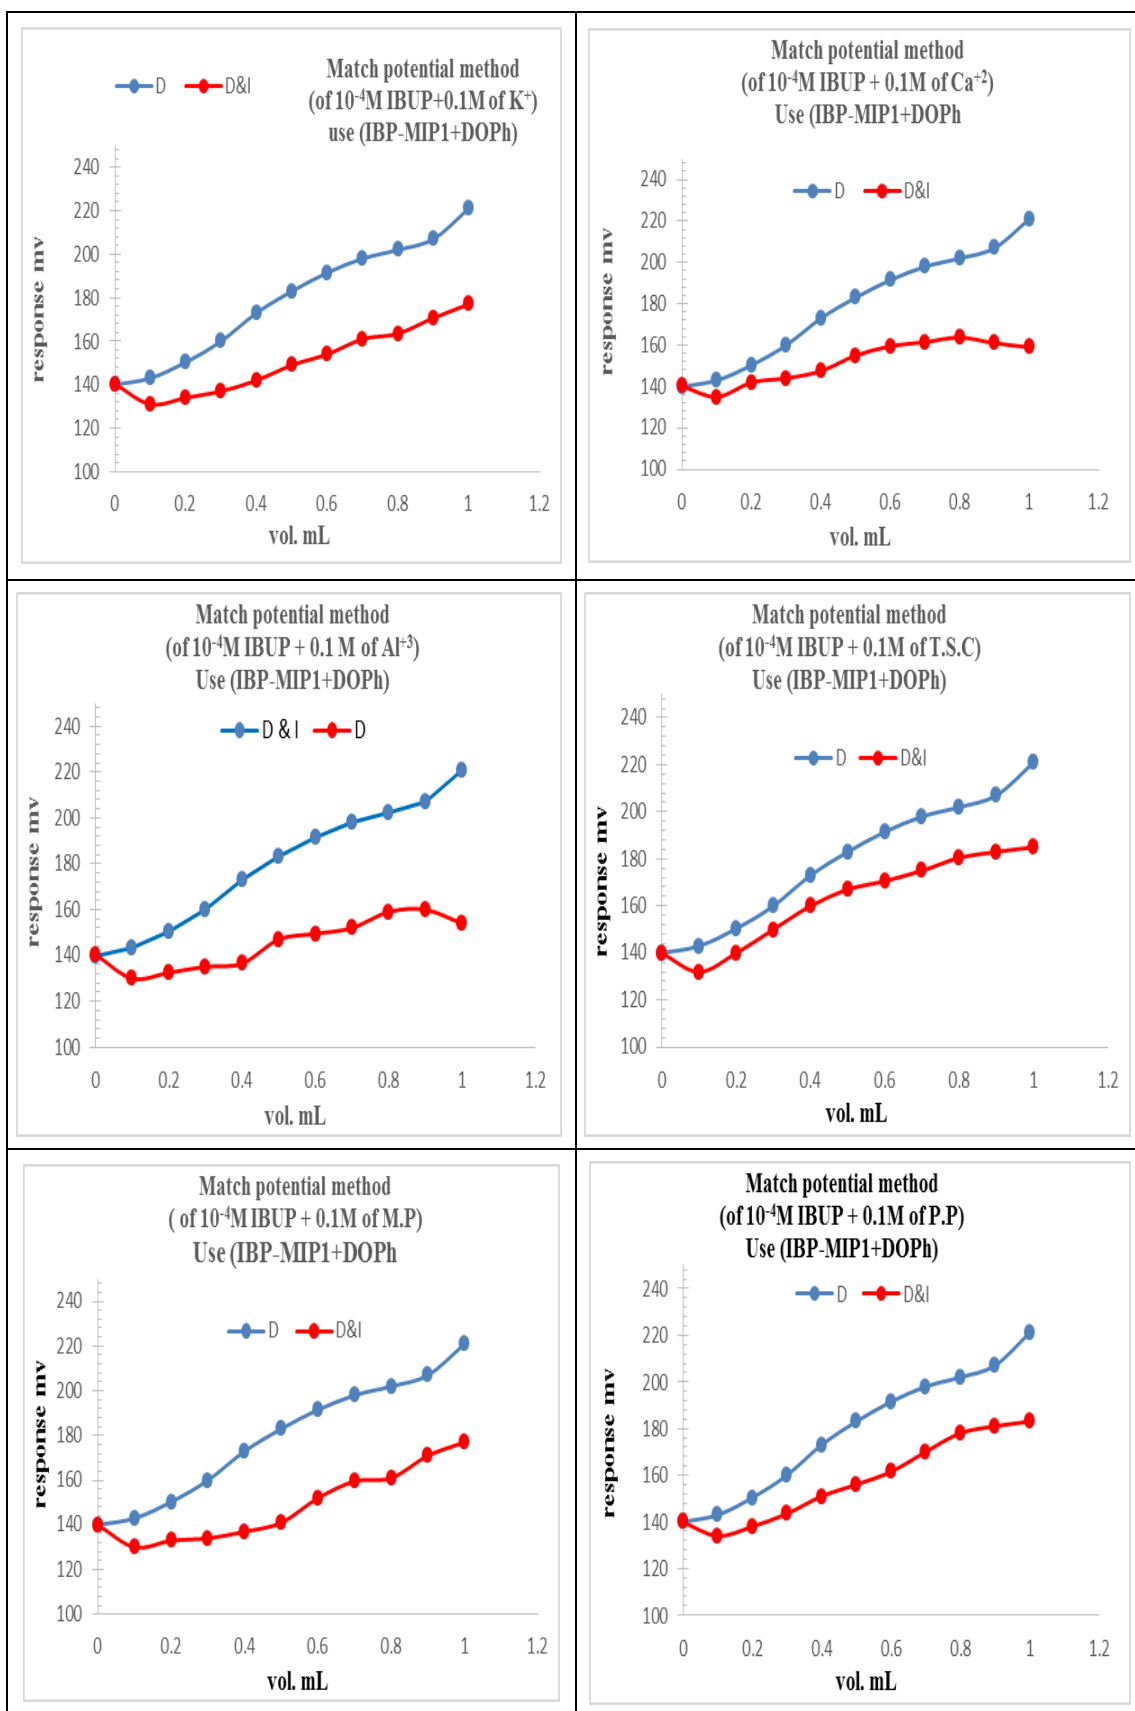 D D&I
Match potential method
(of 10⁻⁴M IBUP+0.1M of K⁺)
use (IBP-MIP1+DOPh)
240
220
200
180
160
140
120
100
response mv
0 0.2 0.4 0.6 0.8 1 1.2
vol. mL
Match potential method
(of 10⁻⁴M IBUP + 0.1M of Ca⁺²)
Use (IBP-MIP1+DOPh
D D&I
240
220
200
180
160
140
120
100
response mv
0 0.2 0.4 0.6 0.8 1 1.2
vol. mL
Match potential method
(of 10⁻⁴M IBUP + 0.1 M of Al⁺³)
Use (IBP-MIP1+DOPh)
D & I D
240
220
200
180
160
140
120
100
response mv
0 0.2 0.4 0.6 0.8 1 1.2
vol. mL
Match potential method
(of 10⁻⁴M IBUP + 0.1M of T.S.C)
Use (IBP-MIP1+DOPh)
D D&I
240
220
200
180
160
140
120
100
response mv
0 0.2 0.4 0.6 0.8 1 1.2
vol. mL
Match potential method
( of 10⁻⁴M IBUP + 0.1M of M.P)
Use (IBP-MIP1+DOPh
D D&I
240
220
200
180
160
140
120
100
response mv
0 0.2 0.4 0.6 0.8 1 1.2
vol. mL
Match potential method
(of 10⁻⁴M IBUP + 0.1M of P.P)
Use (IBP-MIP1+DOPh)
D D&I
240
220
200
180
160
140
120
100
response mv
0 0.2 0.4 0.6 0.8 1 1.2
vol. mL